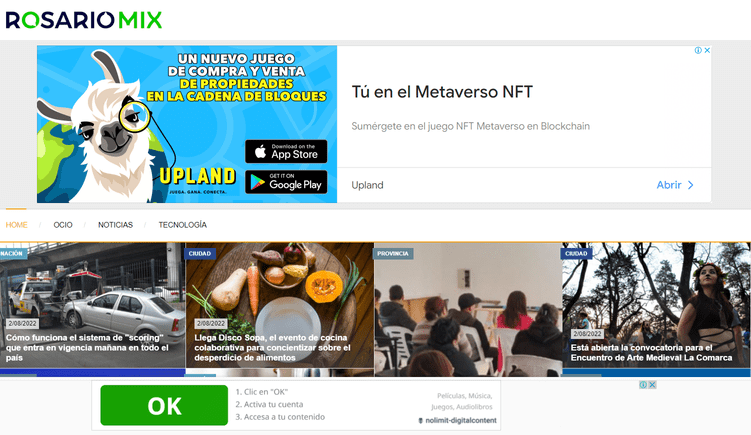 ROSARIOMIX
UN NUEVO JUEGO
DE COMPRA Y VENTA
DE PROPIEDADES
EN LA CADENA DE BLOQUES
UPLAND
JUEGA. GANA. CONECTA.
Download on the
App Store
GET IT ON
Google Play
Tú en el Metaverso NFT
Sumérgete en el juego NFT Metaverso en Blockchain
Upland
Abrir
HOME / OCIO / NOTICIAS / TECNOLOGÍA
NACIÓN
2/08/2022
Cómo funciona el sistema de "scoring"
que entra en vigencia mañana en todo el
país
CIUDAD
2/08/2022
Llega Disco Sopa, el evento de cocina
colaborativa para concientizar sobre el
desperdicio de alimentos
PROVINCIA
CIUDAD
2/08/2022
Está abierta la convocatoria para el
Encuentro de Arte Medieval La Comarca
OK
1. Clic en "OK"
2. Activa tu cuenta
3. Accesa a tu contenido
Películas, Música,
Juegos, Audiolibros
nolimit-digitalcontent